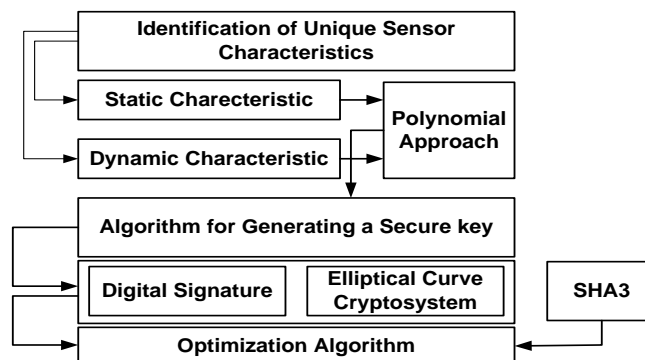 Identification of Unique Sensor
Characteristics
Static Charecteristic
Polynomial
Approach
Dynamic Characteristic
Algorithm for Generating a Secure key
Digital Signature
Elliptical Curve
Cryptosystem
SHA3
Optimization Algorithm